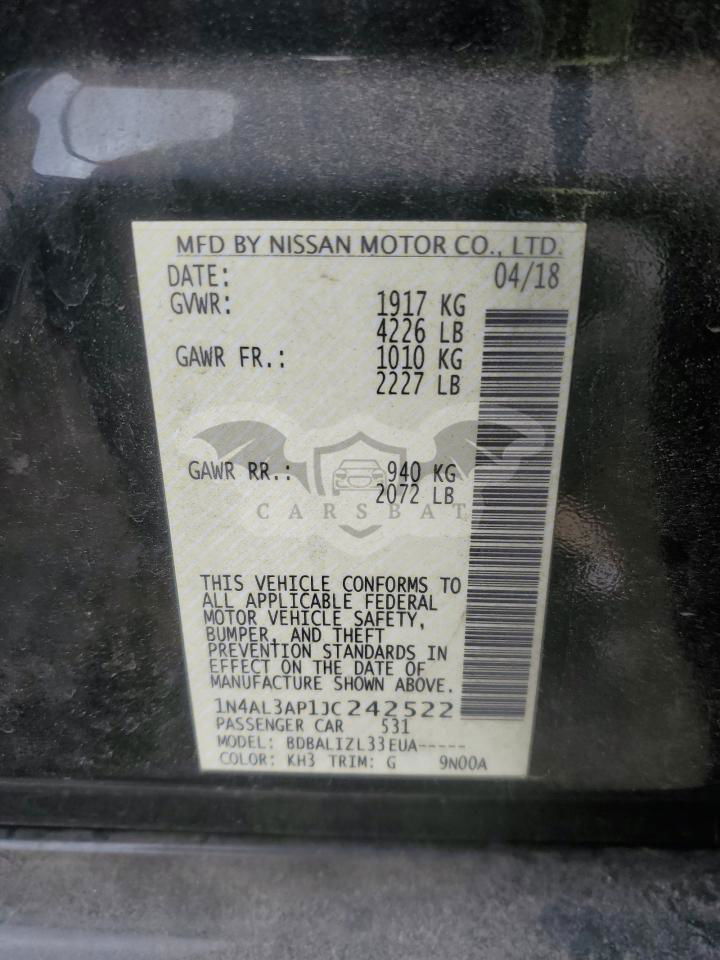 MFD BY NISSAN MOTOR CO., LTD.
DATE: 04/18
GVWR: 1917 KG
4226 LB
GAWR FR.: 1010 KG
2227 LB
GAWR RR.: 940 KG
2072 LB
CARSBAT
THIS VEHICLE CONFORMS TO
ALL APPLICABLE FEDERAL
MOTOR VEHICLE SAFETY,
BUMPER, AND THEFT
PREVENTION STANDARDS IN
EFFECT ON THE DATE OF
MANUFACTURE SHOWN ABOVE.
1N4AL3AP1JC242522
PASSENGER CAR 531
MODEL: BDBALIZL33EUA-----
COLOR: KH3 TRIM: G 9N00A